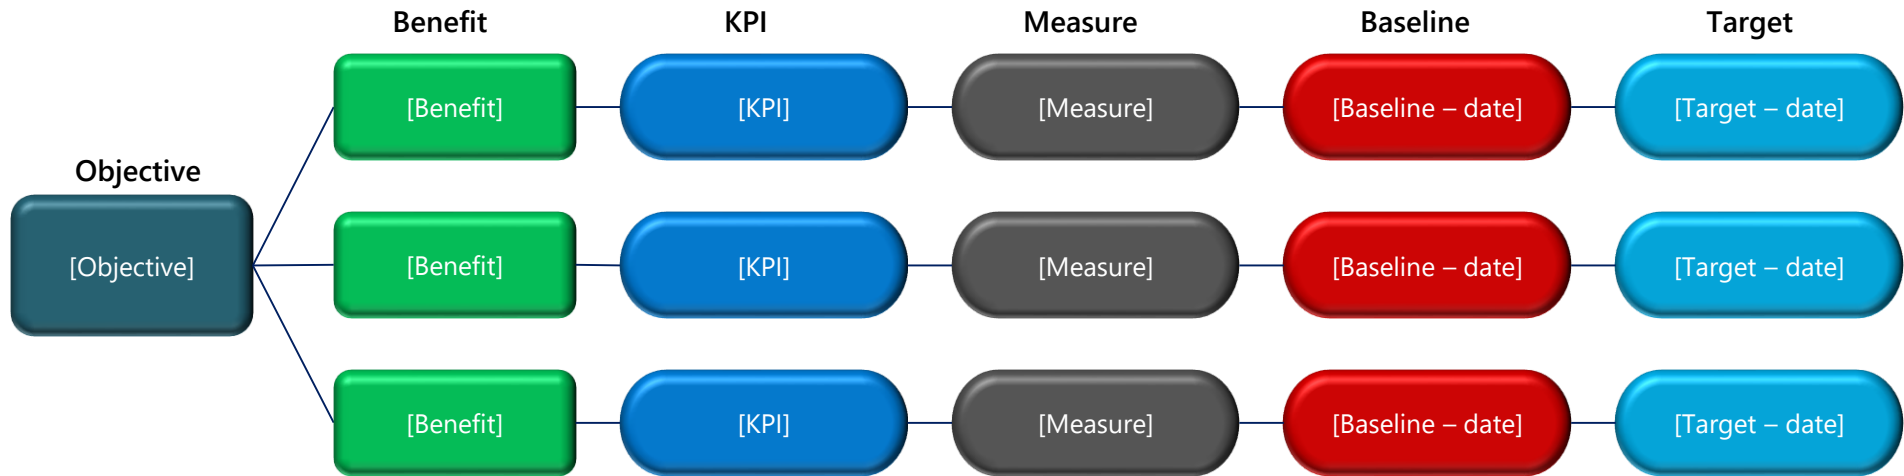 Benefit KPI Measure Baseline Target
[Benefit] [KPI] [Measure] [Baseline – date] [Target – date]
Objective
[Objective] [Benefit] [KPI] [Measure] [Baseline – date] [Target – date]
[Benefit] [KPI] [Measure] [Baseline – date] [Target – date]